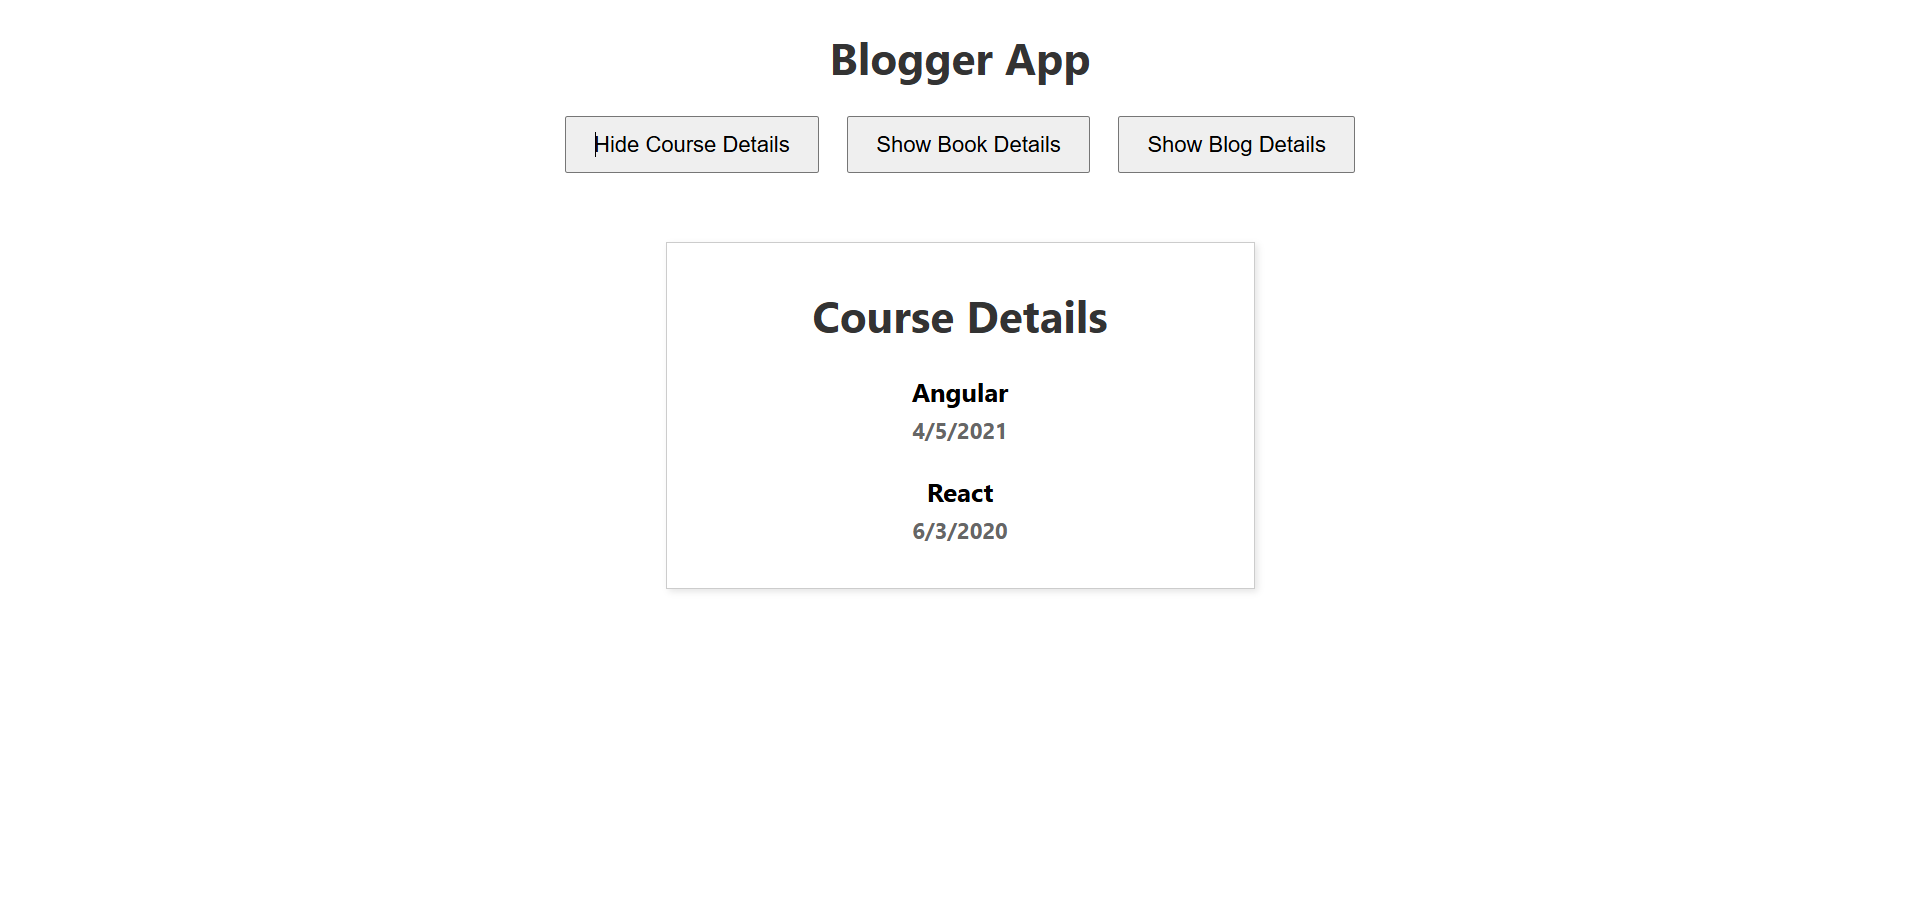 Blogger App
Hide Course Details Show Book Details Show Blog Details
Course Details
Angular
4/5/2021
React
6/3/2020